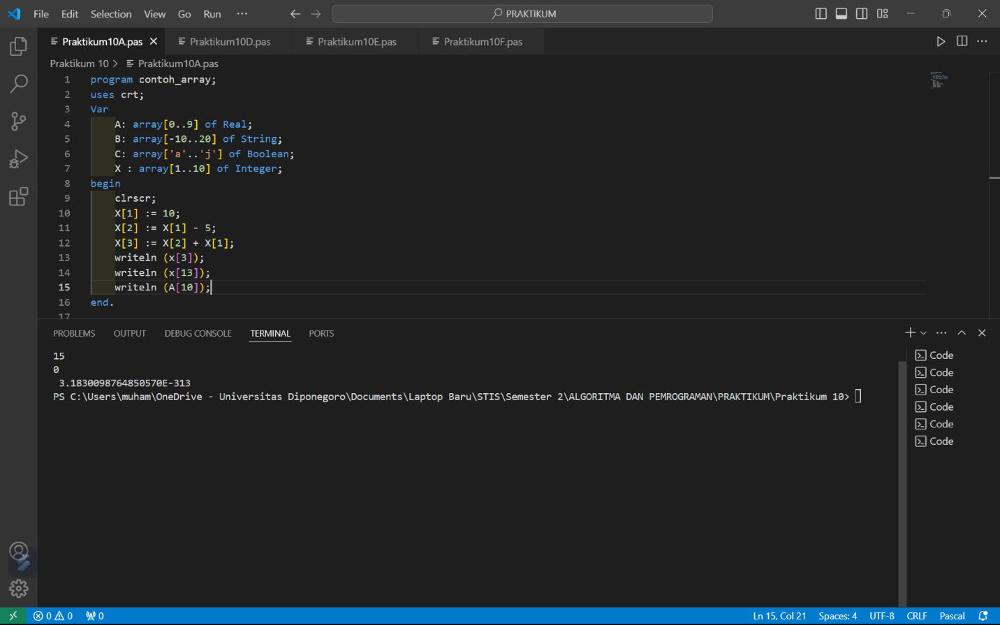 File Edit Selection View Go Run ···
PRAKTIKUM
Praktikum10A.pas Praktikum10D.pas Praktikum10E.pas Praktikum10F.pas
Praktikum 10 > Praktikum10A.pas
1 program contoh_array;
2 uses crt;
3 Var
4 A: array[0..9] of Real;
5 B: array[-10..20] of String;
6 C: array['a'..'j'] of Boolean;
7 X : array[1..10] of Integer;
8 begin
9 clrscr;
10 X[1] := 10;
11 X[2] := X[1] - 5;
12 X[3] := X[2] + X[1];
13 writeln (x[3]);
14 writeln (x[13]);
15 writeln (A[10]);
16 end.
17
PROBLEMS OUTPUT DEBUG CONSOLE TERMINAL PORTS
15
0
3.1830098764850570E-313
PS C:\Users\muham\OneDrive - Universitas Diponegoro\Documents\Laptop Baru\STIS\Semester 2\ALGORITMA DAN PEMROGRAMAN\PRAKTIKUM\Praktikum 10>
Code
Code
Code
Code
Code
Code
0 0 0 Ln 15, Col 21 Spaces: 4 UTF-8 CRLF Pascal